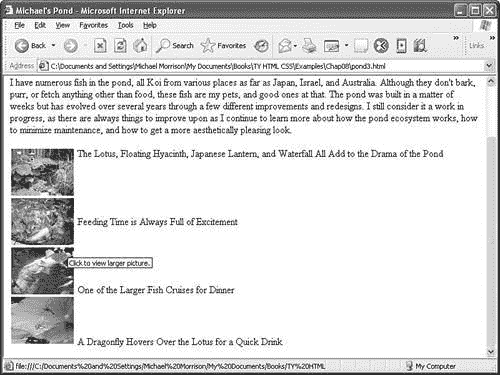 Michael's Pond - Microsoft Internet Explorer
File Edit View Favorites Tools Help
Back Search Favorites Links
Address C:\Documents and Settings\Michael Morrison\My Documents\Books\TY HTML CSS\Examples\Chap08\pond3.html
I have numerous fish in the pond, all Koi from various places as far as Japan, Israel, and Australia. Although they don't bark,
purr, or fetch anything other than food, these fish are my pets, and good ones at that. The pond was built in a matter of
weeks but has evolved over several years through a few different improvements and redesigns. I still consider it a work in
progress, as there are always things to improve upon as I continue to learn more about how the pond ecosystem works, how
to minimize maintenance, and how to get a more aesthetically pleasing look.
The Lotus, Floating Hyacinth, Japanese Lantern, and Waterfall All Add to the Drama of the Pond
Feeding Time is Always Full of Excitement
Click to view larger picture.
One of the Larger Fish Cruises for Dinner
A Dragonfly Hovers Over the Lotus for a Quick Drink
file:///C:/Documents%20and%20Settings/Michael%20Morrison/My%20Documents/Books/TY%20HTML My Computer